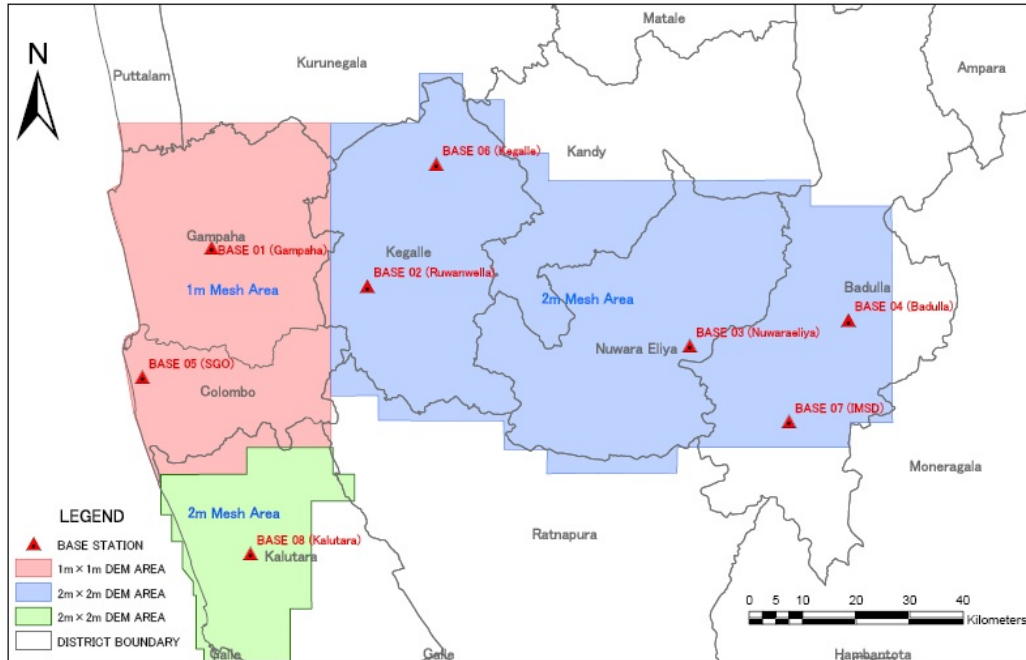 Matale
N
Kurunegala
Puttalam
Ampara
BASE 06 (Kegalle)
Kandy
Gampaha
BASE 01 (Gampaha)
Kegalle
BASE 02 (Ruwanwella)
1m Mesh Area
2m Mesh Area
Badulla
BASE 04 (Badulla)
BASE 03 (Nuwaraeliya)
Nuwara Eliya
BASE 05 (SGO)
Colombo
BASE 07 (IMSD)
Moneragala
2m Mesh Area
LEGEND
BASE STATION
1m×1m DEM AREA
2m×2m DEM AREA
2m×2m DEM AREA
DISTRICT BOUNDARY
BASE 08 (Kalutara)
Kalutara
Ratnapura
0 5 10 20 30 40
Kilometers
Galle
Galle
Hambantota